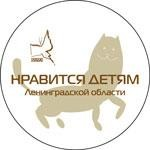 НРАВИТСЯ ДЕТЯМ
Ленинградской области